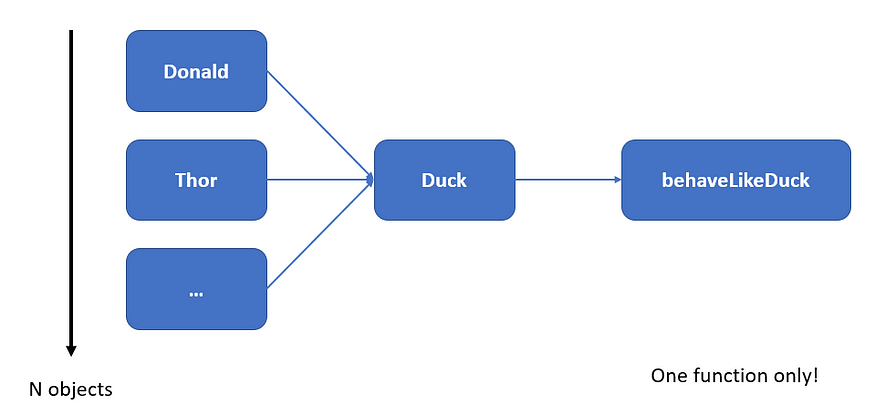 Donald
Thor
Duck
behaveLikeDuck
...
N objects
One function only!